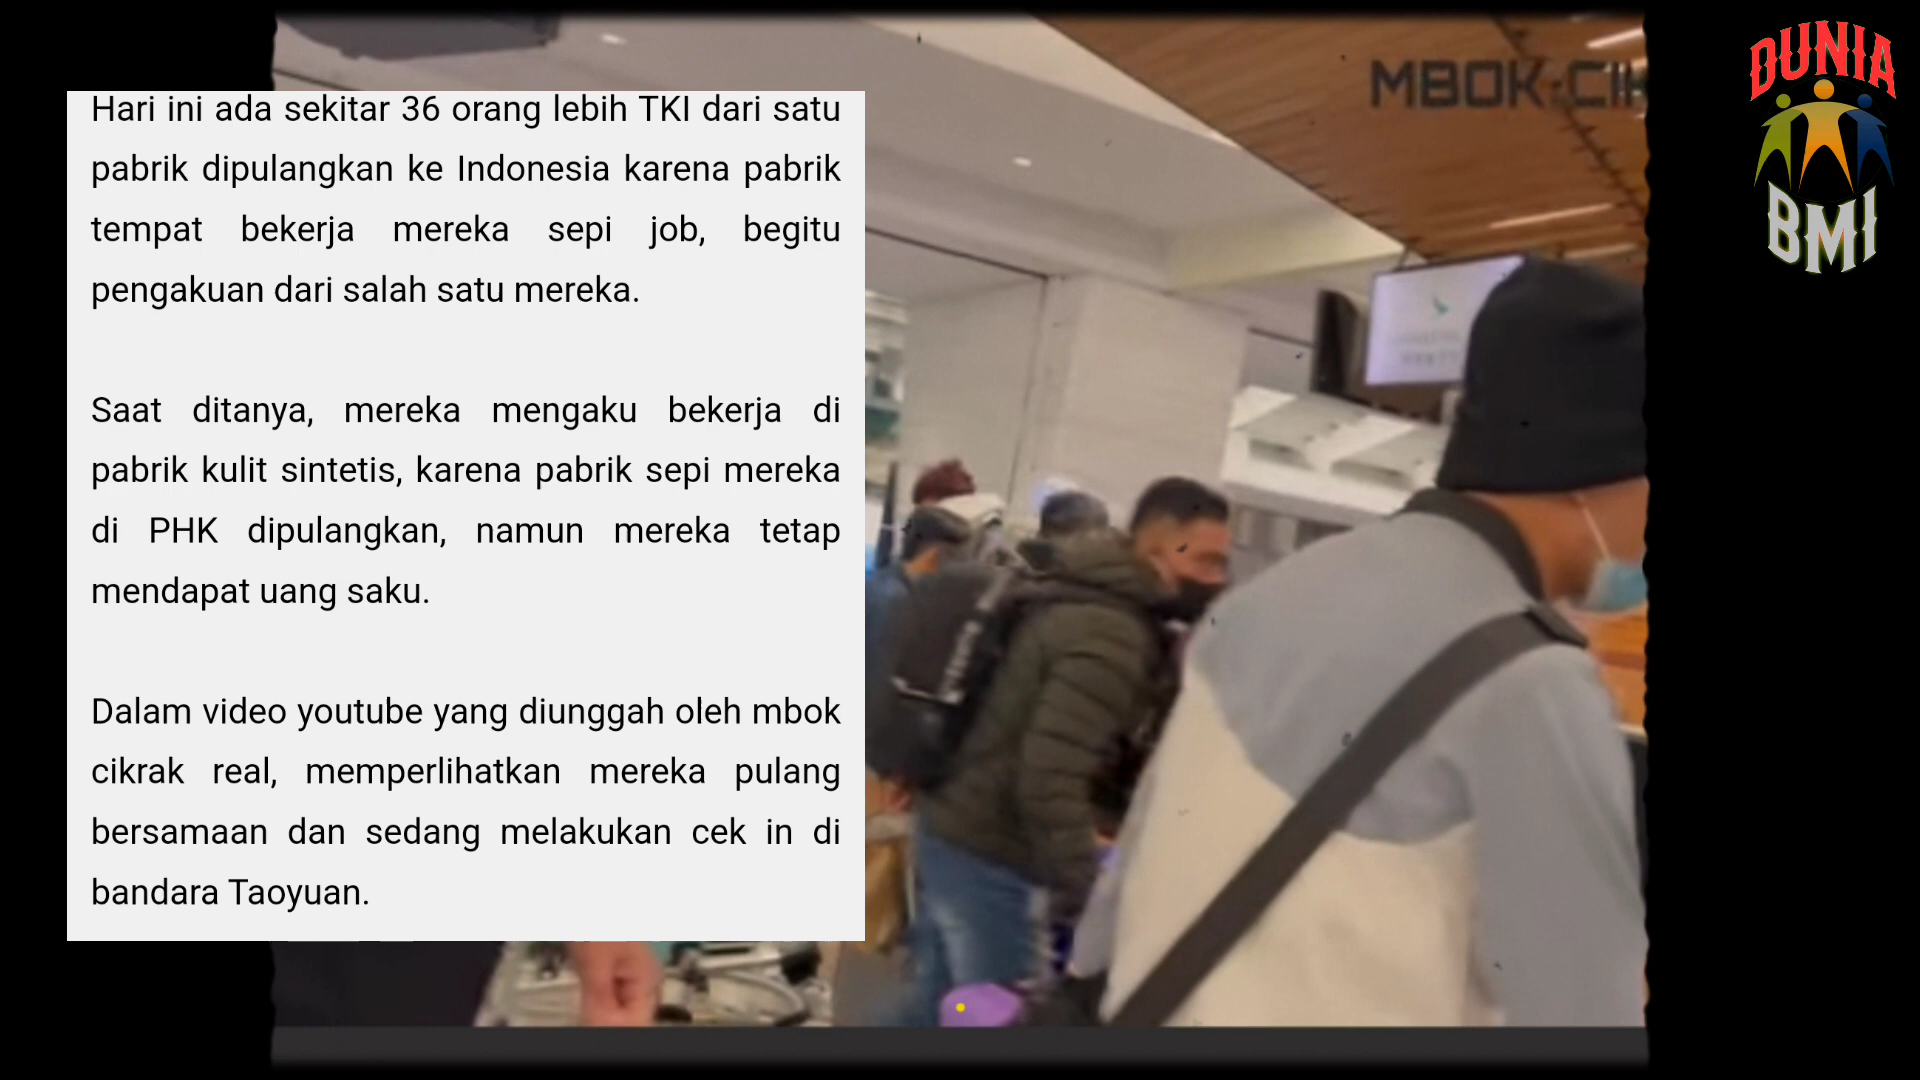 Hari ini ada sekitar 36 orang lebih TKI dari satu
pabrik dipulangkan ke Indonesia karena pabrik
tempat bekerja mereka sepi job, begitu
pengakuan dari salah satu mereka.
Saat ditanya, mereka mengaku bekerja di
pabrik kulit sintetis, karena pabrik sepi mereka
di PHK dipulangkan, namun mereka tetap
mendapat uang saku.
Dalam video youtube yang diunggah oleh mbok
cikrak real, memperlihatkan mereka pulang
bersamaan dan sedang melakukan cek in di
bandara Taoyuan.
MBOK-CIK
DUNIA
BMI